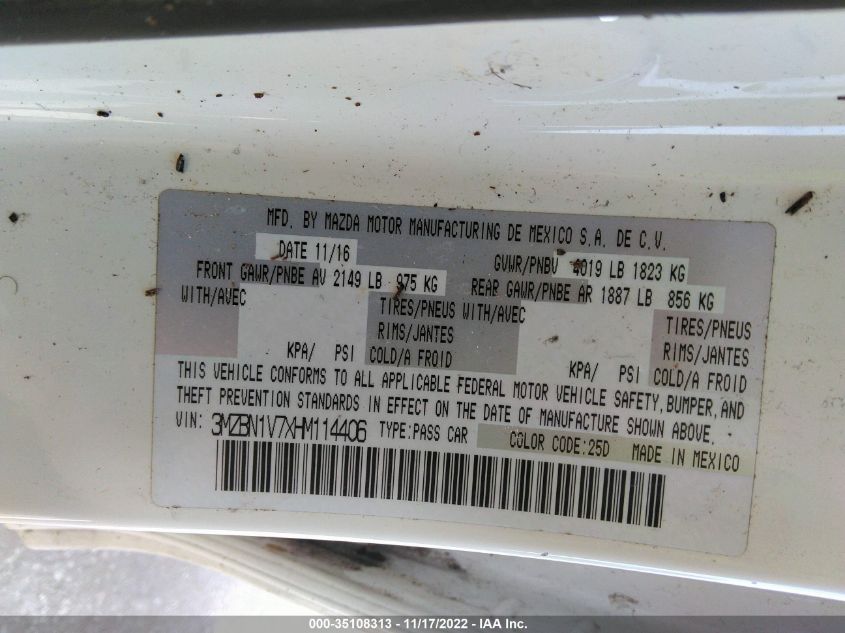 MFD. BY MAZDA MOTOR MANUFACTURING DE MEXICO S.A. DE C.V.
DATE 11/16 GVWR/PNBV 4019 LB 1823 KG
FRONT GAWR/PNBE AV 2149 LB 975 KG REAR GAWR/PNBE AR 1887 LB 856 KG
WITH/AVEC TIRES/PNEUS WITH/AVEC TIRES/PNEUS
RIMS/JANTES RIMS/JANTES
KPA/ PSI COLD/A FROID KPA/ PSI COLD/A FROID
THIS VEHICLE CONFORMS TO ALL APPLICABLE FEDERAL MOTOR VEHICLE SAFETY, BUMPER, AND
THEFT PREVENTION STANDARDS IN EFFECT ON THE DATE OF MANUFACTURE SHOWN ABOVE.
VIN: 3MZBN1V7XHM114406 TYPE:PASS CAR COLOR CODE:25D MADE IN MEXICO
000-35108313 - 11/17/2022 - IAA Inc.